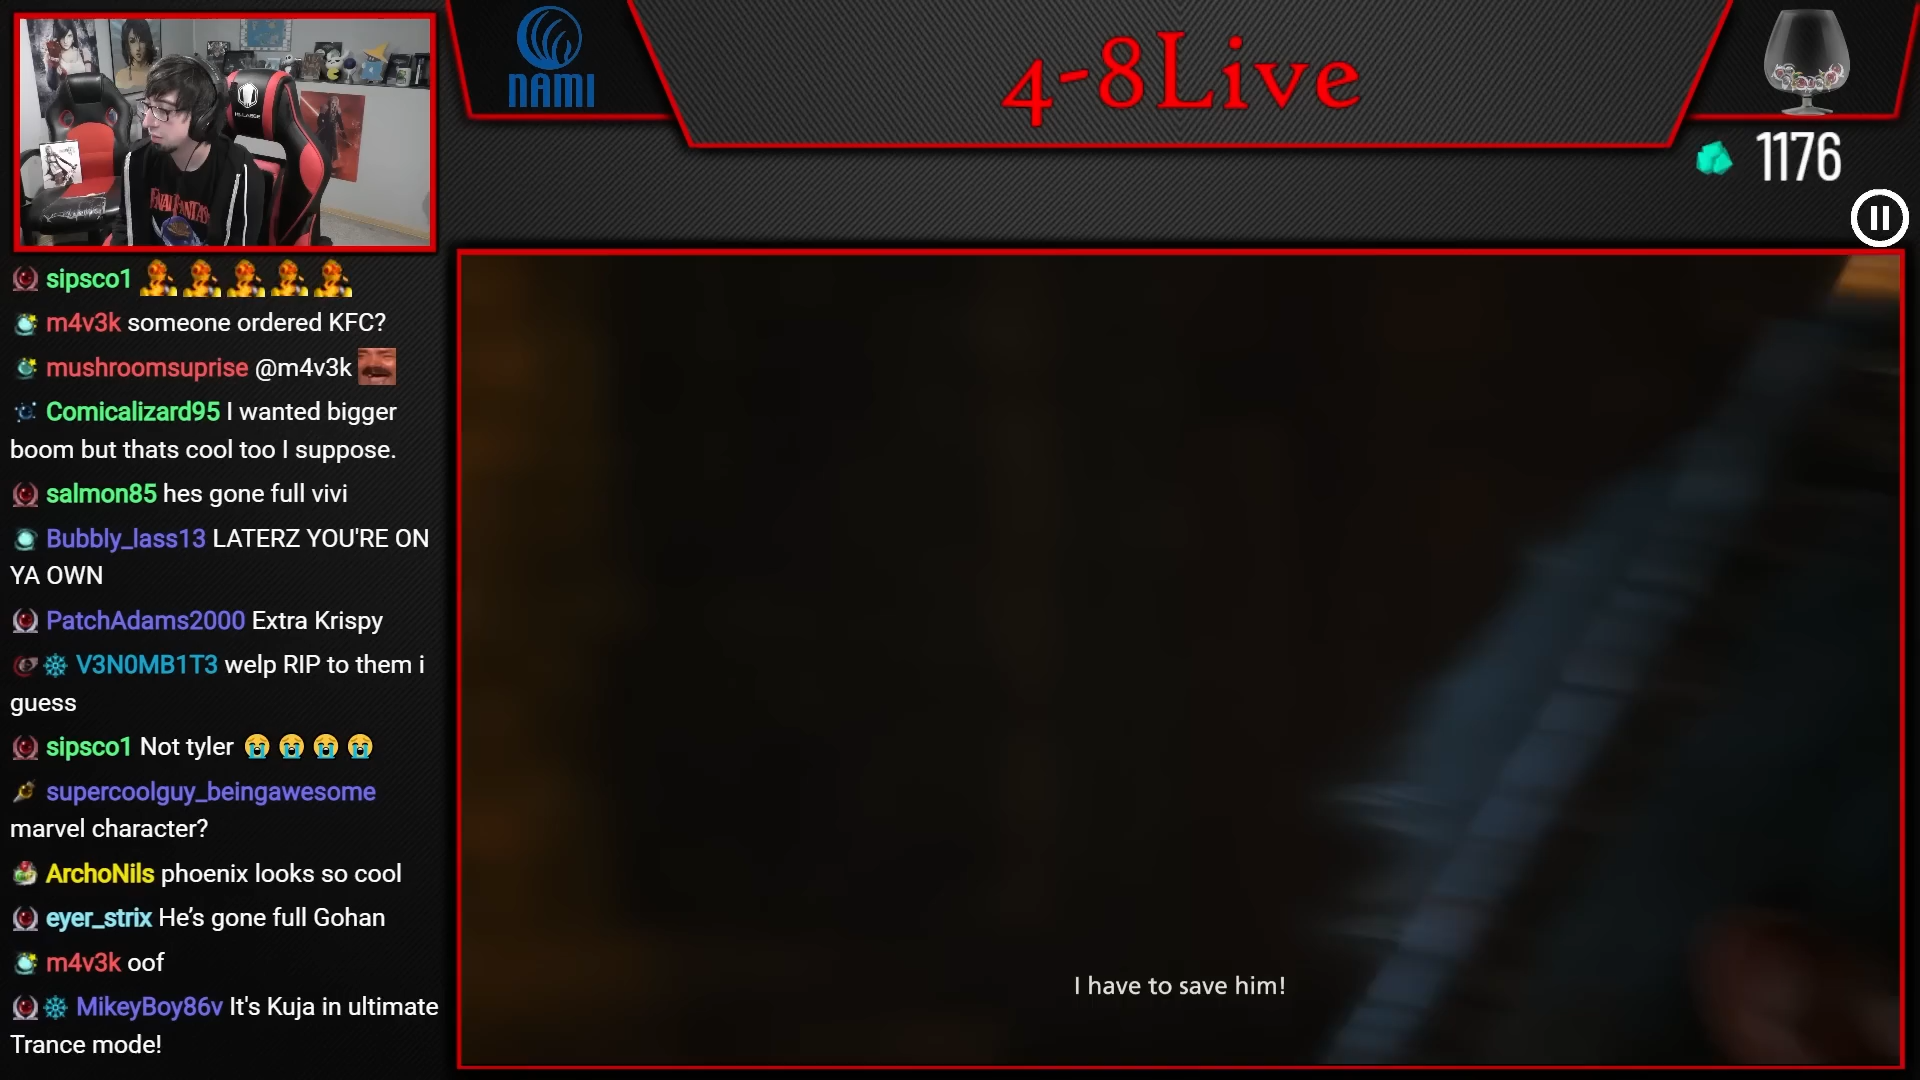 NAMI
4-8Live
1176
sipsco1
m4v3k someone ordered KFC?
mushroomsuprise @m4v3k
Comicalizard95 I wanted bigger
boom but thats cool too I suppose.
salmon85 hes gone full vivi
Bubbly_lass13 LATERZ YOU'RE ON
YA OWN
PatchAdams2000 Extra Krispy
V3N0MB1T3 welp RIP to them i
guess
sipsco1 Not tyler 😭 😭 😭 😭
supercoolguy_beingawesome
marvel character?
ArchoNils phoenix looks so cool
eyer_strix He’s gone full Gohan
m4v3k oof
MikeyBoy86v It's Kuja in ultimate
Trance mode!
I have to save him!